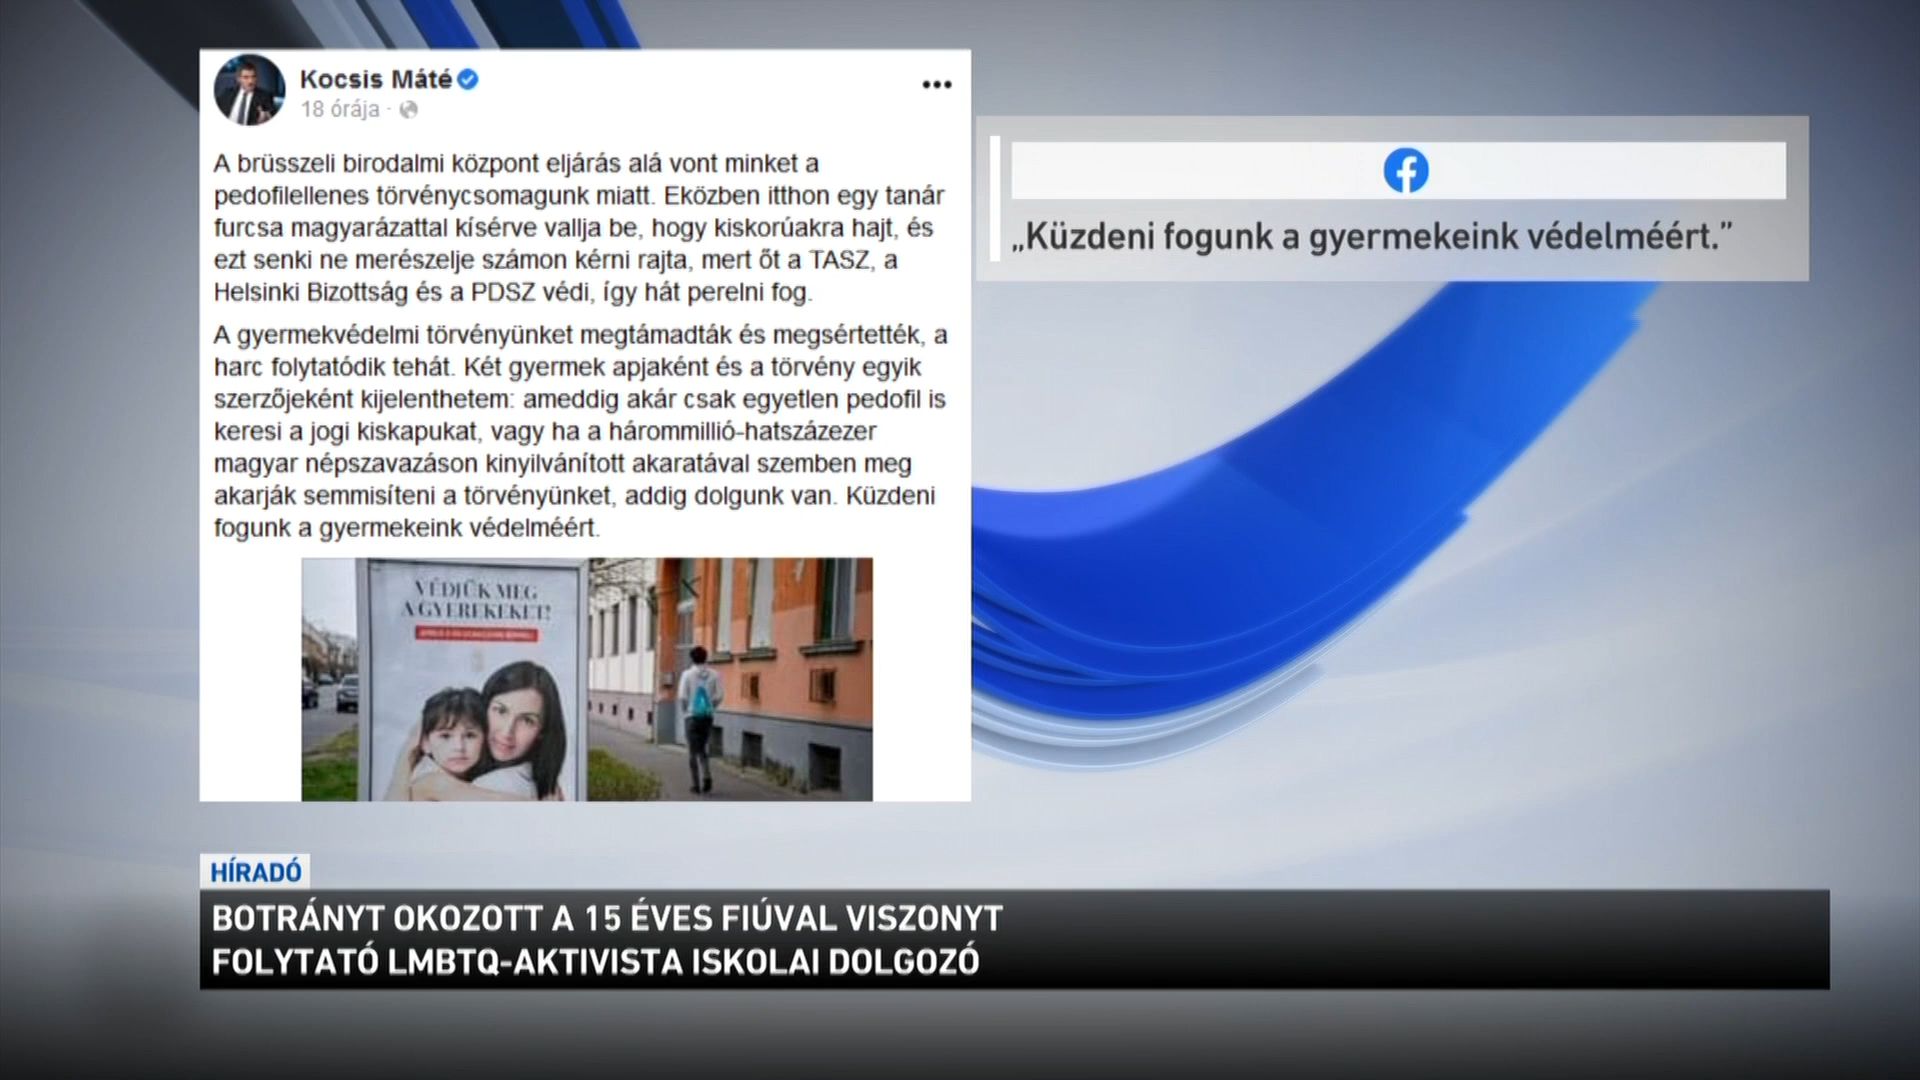 Kocsis Máté
18 órája ·
A brüsszeli birodalmi központ eljárás alá vont minket a
pedofilellenes törvénycsomagunk miatt. Eközben itthon egy tanár
furcsa magyarázattal kísérve vallja be, hogy kiskorúakra hajt, és
ezt senki ne merészelje számon kérni rajta, mert őt a TASZ, a
Helsinki Bizottság és a PDSZ védi, így hát perelni fog.
A gyermekvédelmi törvényünket megtámadták és megsértették, a
harc folytatódik tehát. Két gyermek apjaként és a törvény egyik
szerzőjeként kijelenthetem: ameddig akár csak egyetlen pedofil is
keresi a jogi kiskapukat, vagy ha a hárommillió-hatszázezer
magyar népszavazáson kinyilvánított akaratával szemben meg
akarják semmisíteni a törvényünket, addig dolgunk van. Küzdeni
fogunk a gyermekeink védelméért.
VÉDJÜK MEG
A GYEREKEKET!
„Küzdeni fogunk a gyermekeink védelméért.”
HÍRADÓ
BOTRÁNYT OKOZOTT A 15 ÉVES FIÚVAL VISZONYT
FOLYTATÓ LMBTQ-AKTIVISTA ISKOLAI DOLGOZÓ